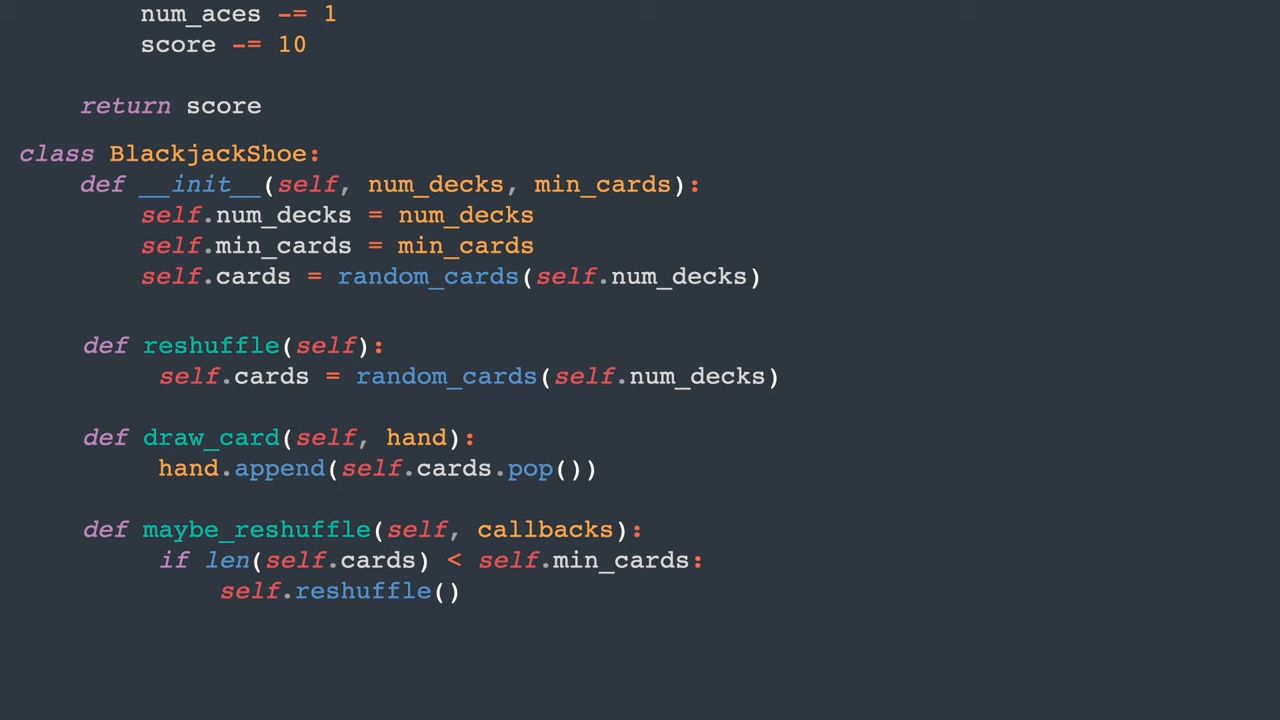 num_aces -= 1
        score -= 10
    return score
class BlackjackShoe:
    def __init__(self, num_decks, min_cards):
        self.num_decks = num_decks
        self.min_cards = min_cards
        self.cards = random_cards(self.num_decks)
    def reshuffle(self):
        self.cards = random_cards(self.num_decks)
    def draw_card(self, hand):
        hand.append(self.cards.pop())
    def maybe_reshuffle(self, callbacks):
        if len(self.cards) < self.min_cards:
            self.reshuffle()